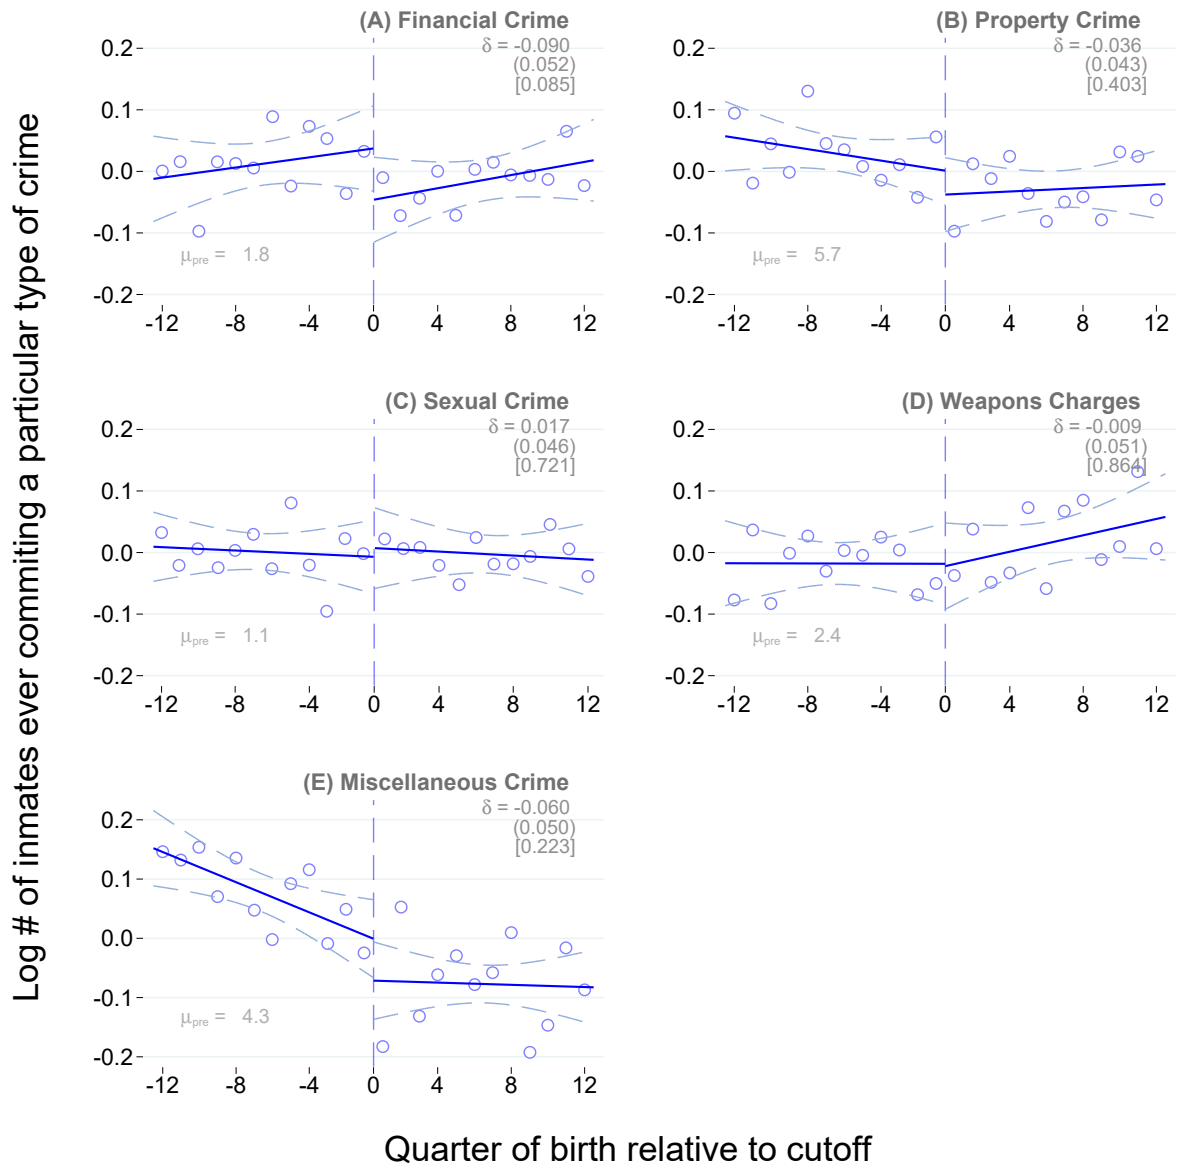 Log # of inmates ever commiting a particular type of crime
(A) Financial Crime
δ = -0.090
(0.052)
[0.085]
0.2
0.1
0.0
-0.1
-0.2
μpre = 1.8
-12 -8 -4 0 4 8 12
(B) Property Crime
δ = -0.036
(0.043)
[0.403]
0.2
0.1
0.0
-0.1
-0.2
μpre = 5.7
-12 -8 -4 0 4 8 12
(C) Sexual Crime
δ = 0.017
(0.046)
[0.721]
0.2
0.1
0.0
-0.1
-0.2
μpre = 1.1
-12 -8 -4 0 4 8 12
(D) Weapons Charges
δ = -0.009
(0.051)
[0.864]
0.2
0.1
0.0
-0.1
-0.2
μpre = 2.4
-12 -8 -4 0 4 8 12
(E) Miscellaneous Crime
δ = -0.060
(0.050)
[0.223]
0.2
0.1
0.0
-0.1
-0.2
μpre = 4.3
-12 -8 -4 0 4 8 12
Quarter of birth relative to cutoff